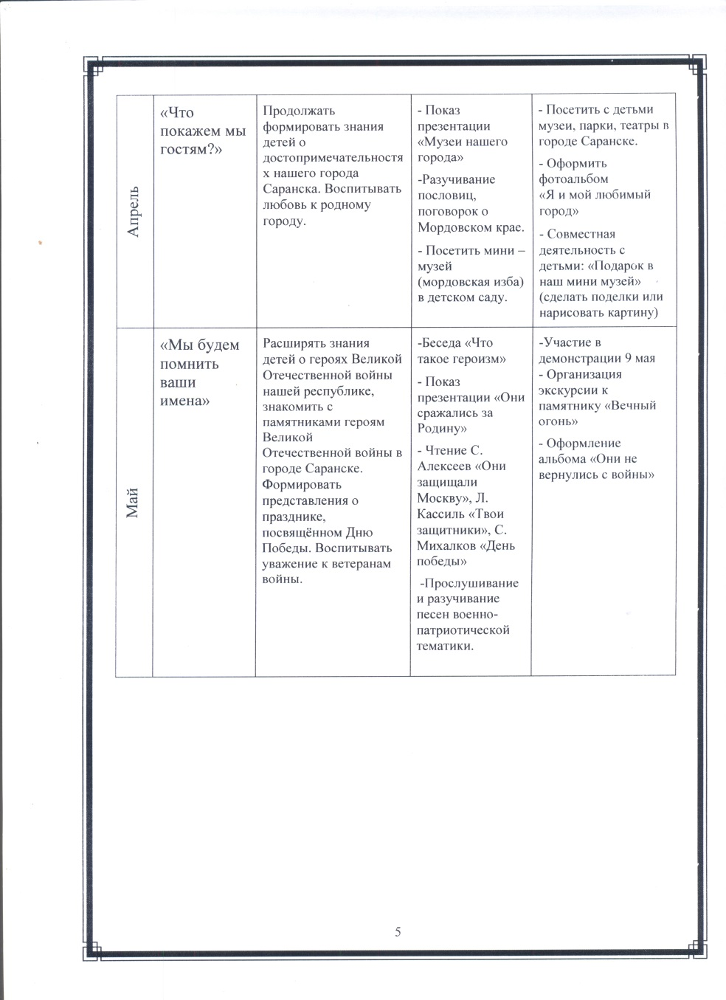 Апрель
«Что
покажем мы
гостям?»
Продолжать
формировать знания
детей о
достопримечательностя
х нашего города
Саранска. Воспитывать
любовь к родному
городу.
- Показ
презентации
«Музеи нашего
города»
-Разучивание
пословиц,
поговорок о
Мордовском крае.
- Посетить мини –
музей
(мордовская изба)
в детском саду.
- Посетить с детьми
музеи, парки, театры в
городе Саранске.
- Оформить
фотоальбом
«Я и мой любимый
город»
- Совместная
деятельность с
детьми: «Подарок в
наш мини музей»
(сделать поделки или
нарисовать картину)
Май
«Мы будем
помнить
ваши
имена»
Расширять знания
детей о героях Великой
Отечественной войны
нашей республике,
знакомить с
памятниками героям
Великой
Отечественной войны в
городе Саранске.
Формировать
представления о
празднике,
посвящённом Дню
Победы. Воспитывать
уважение к ветеранам
войны.
-Беседа «Что
такое героизм»
- Показ
презентации «Они
сражались за
Родину»
- Чтение С.
Алексеев «Они
защищали
Москву», Л.
Кассиль «Твои
защитники», С.
Михалков «День
победы»
-Прослушивание
и разучивание
песен военно-
патриотической
тематики.
-Участие в
демонстрации 9 мая
- Организация
экскурсии к
памятнику «Вечный
огонь»
- Оформление
альбома «Они не
вернулись с войны»
5